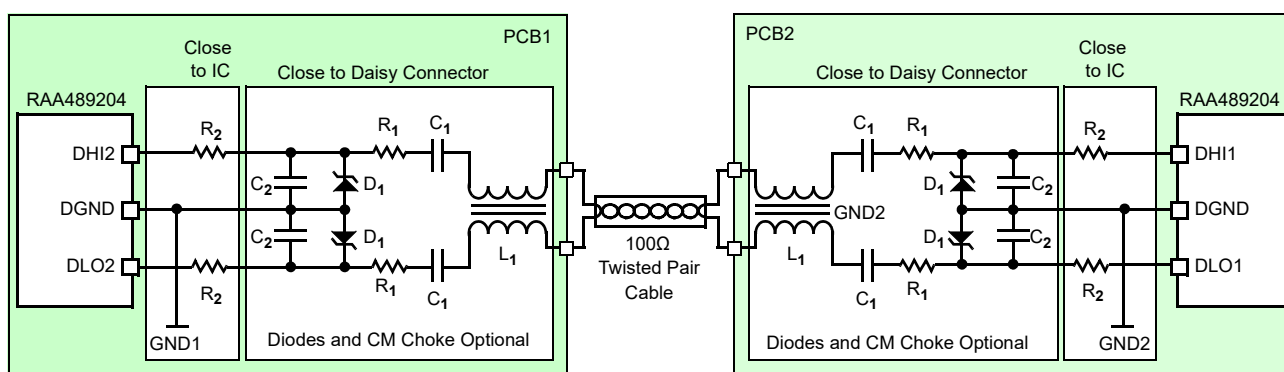 PCB1
Close
to IC
Close to Daisy Connector
RAA489204
R2
R1
C1
DHI2
C2
D1
DGND
C2
D1
L1
DLO2
R2
R1
C1
GND1
Diodes and CM Choke Optional
100Ω
Twisted Pair
Cable
PCB2
Close to Daisy Connector
Close
to IC
RAA489204
C1
R1
R2
DHI1
D1
C2
GND2
DGND
D1
C2
L1
DLO1
C1
R1
R2
GND2
Diodes and CM Choke Optional